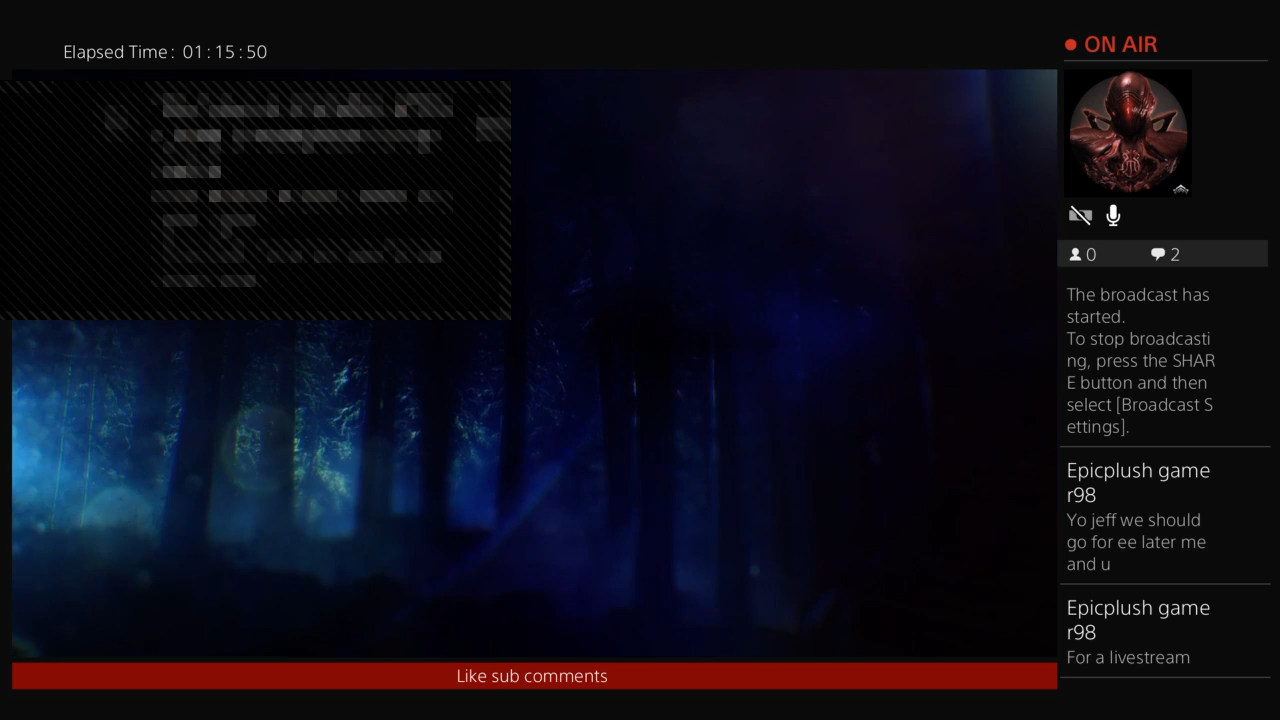 Elapsed Time: 01:15:50
ON AIR
0
2
The broadcast has
started.
To stop broadcasti
ng, press the SHAR
E button and then
select [Broadcast S
ettings].
Epicplush game
r98
Yo jeff we should
go for ee later me
and u
Epicplush game
r98
For a livestream
Like sub comments